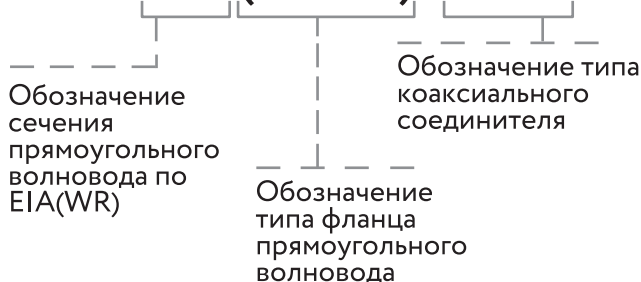 Обозначение
сечения
прямоугольного
волновода по
EIA(WR)
Обозначение
типа фланца
прямоугольного
волновода
Обозначение типа
коаксиального
соединителя